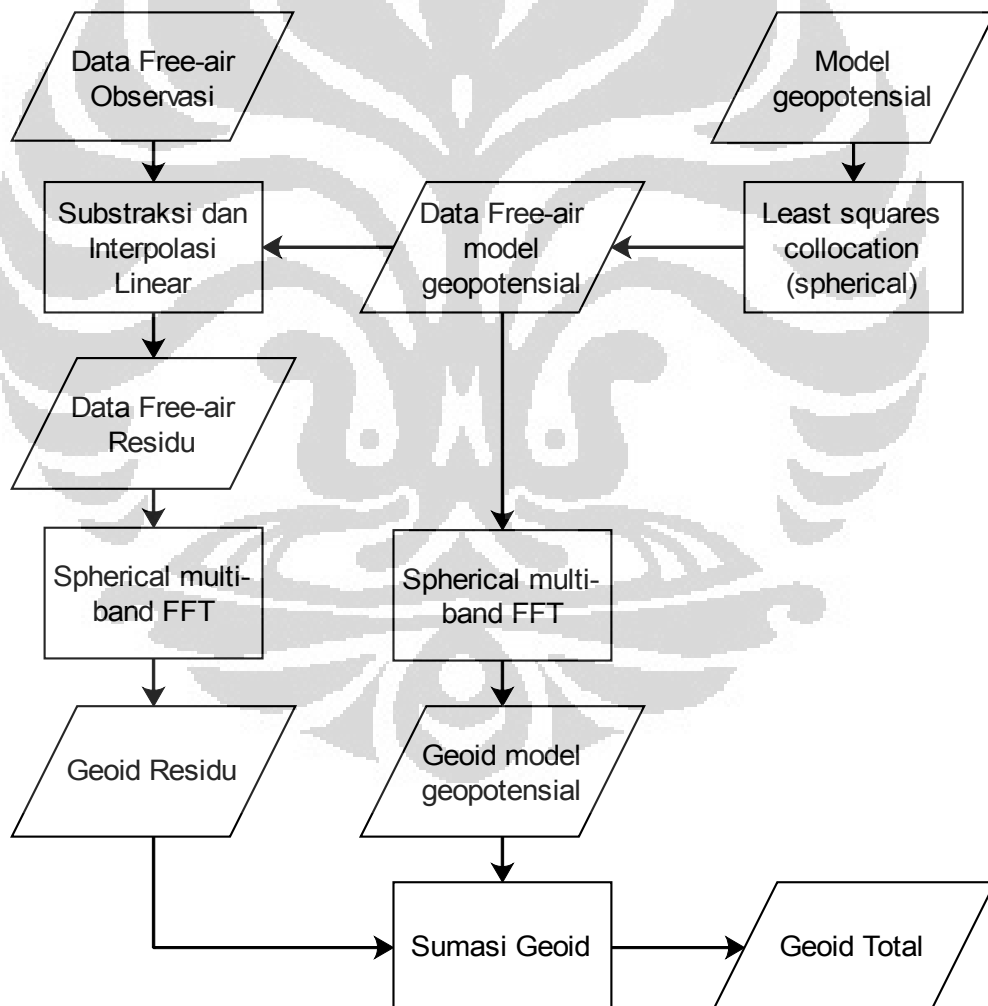 Data Free-air
Observasi
Model
geopotensial
Substraksi dan
Interpolasi
Linear
Data Free-air
model
geopotensial
Least squares
collocation
(spherical)
Data Free-air
Residu
Spherical multi-
band FFT
Spherical multi-
band FFT
Geoid Residu
Geoid model
geopotensial
Sumasi Geoid
Geoid Total